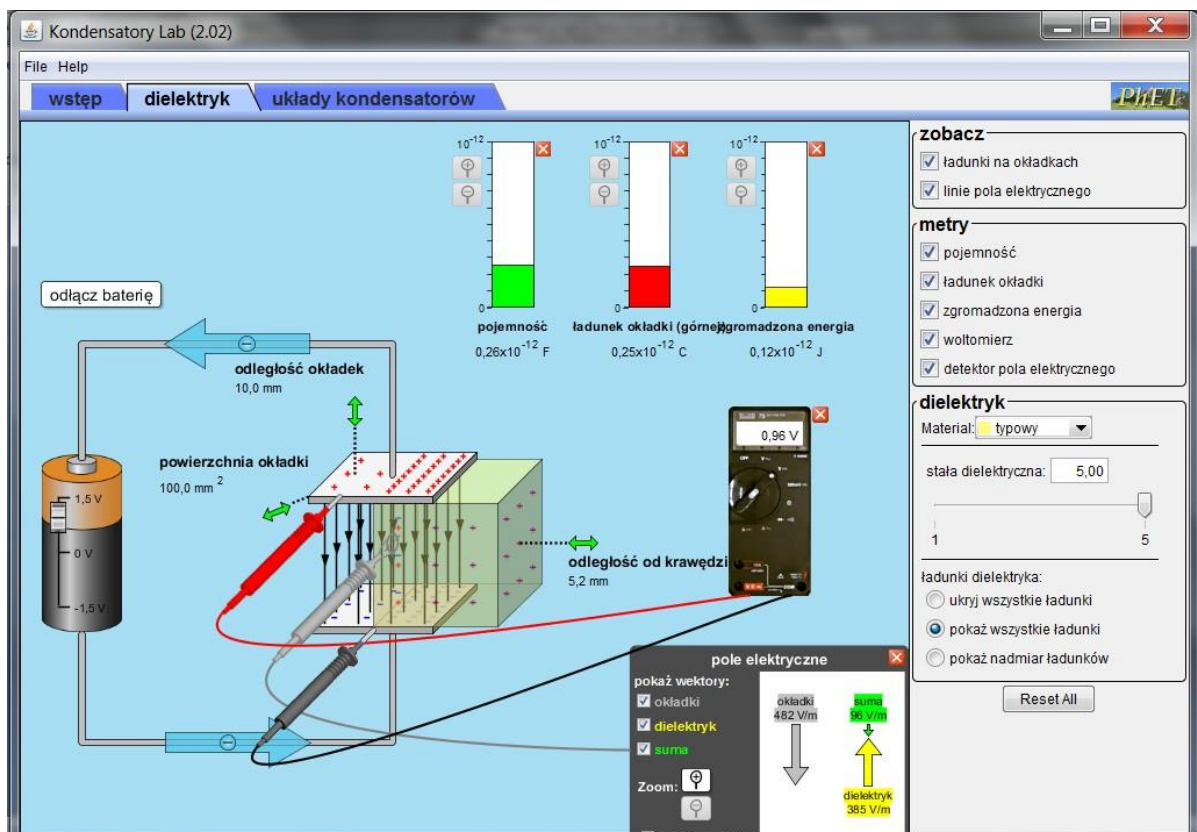 Kondensatory Lab (2.02)
File Help
wstęp dielektryk układy kondensatorów
PhET
10-12
0
pojemność
0,26x10-12 F
10-12
0
ładunek okładki (górnej)
0,25x10-12 C
10-12
0
zgromadzona energia
0,12x10-12 J
odłącz baterię
odległość okładek
10,0 mm
powierzchnia okładki
100,0 mm 2
1,5 V
0 V
-1,5 V
odległość od krawędzi
5,2 mm
0,96 V
pole elektryczne
pokaż wektory:
okładki
dielektryk
suma
Zoom:
okładki
482 V/m
suma
96 V/m
dielektryk
385 V/m
zobacz
ładunki na okładkach
linie pola elektrycznego
metry
pojemność
ładunek okładki
zgromadzona energia
woltomierz
detektor pola elektrycznego
dielektryk
Material: typowy
stała dielektryczna: 5,00
1 5
ładunki dielektryka:
ukryj wszystkie ładunki
pokaż wszystkie ładunki
pokaż nadmiar ładunków
Reset All